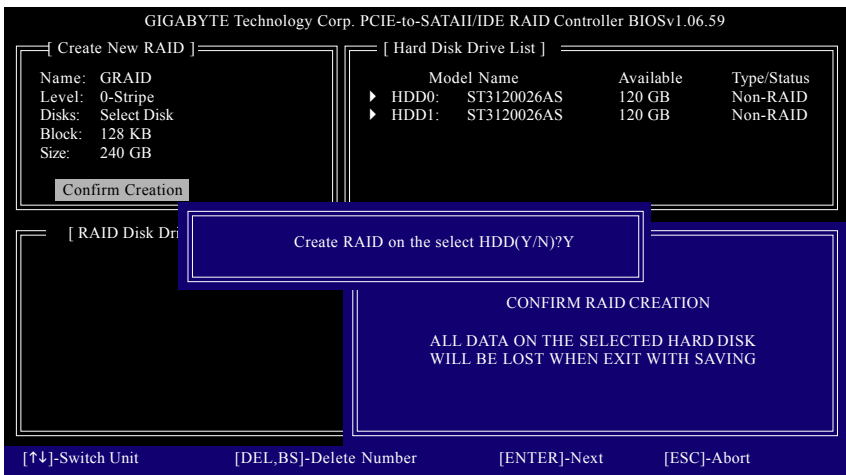 GIGABYTE Technology Corp. PCIE-to-SATAII/IDE RAID Controller BIOSv1.06.59
[ Create New RAID ]
Name: GRAID
Level: 0-Stripe
Disks: Select Disk
Block: 128 KB
Size: 240 GB
Confirm Creation
[ Hard Disk Drive List ]
Model Name Available Type/Status
HDD0: ST3120026AS 120 GB Non-RAID
HDD1: ST3120026AS 120 GB Non-RAID
[ RAID Disk Dri
Create RAID on the select HDD(Y/N)?Y
CONFIRM RAID CREATION
ALL DATA ON THE SELECTED HARD DISK
WILL BE LOST WHEN EXIT WITH SAVING
[↑↓]-Switch Unit [DEL,BS]-Delete Number [ENTER]-Next [ESC]-Abort